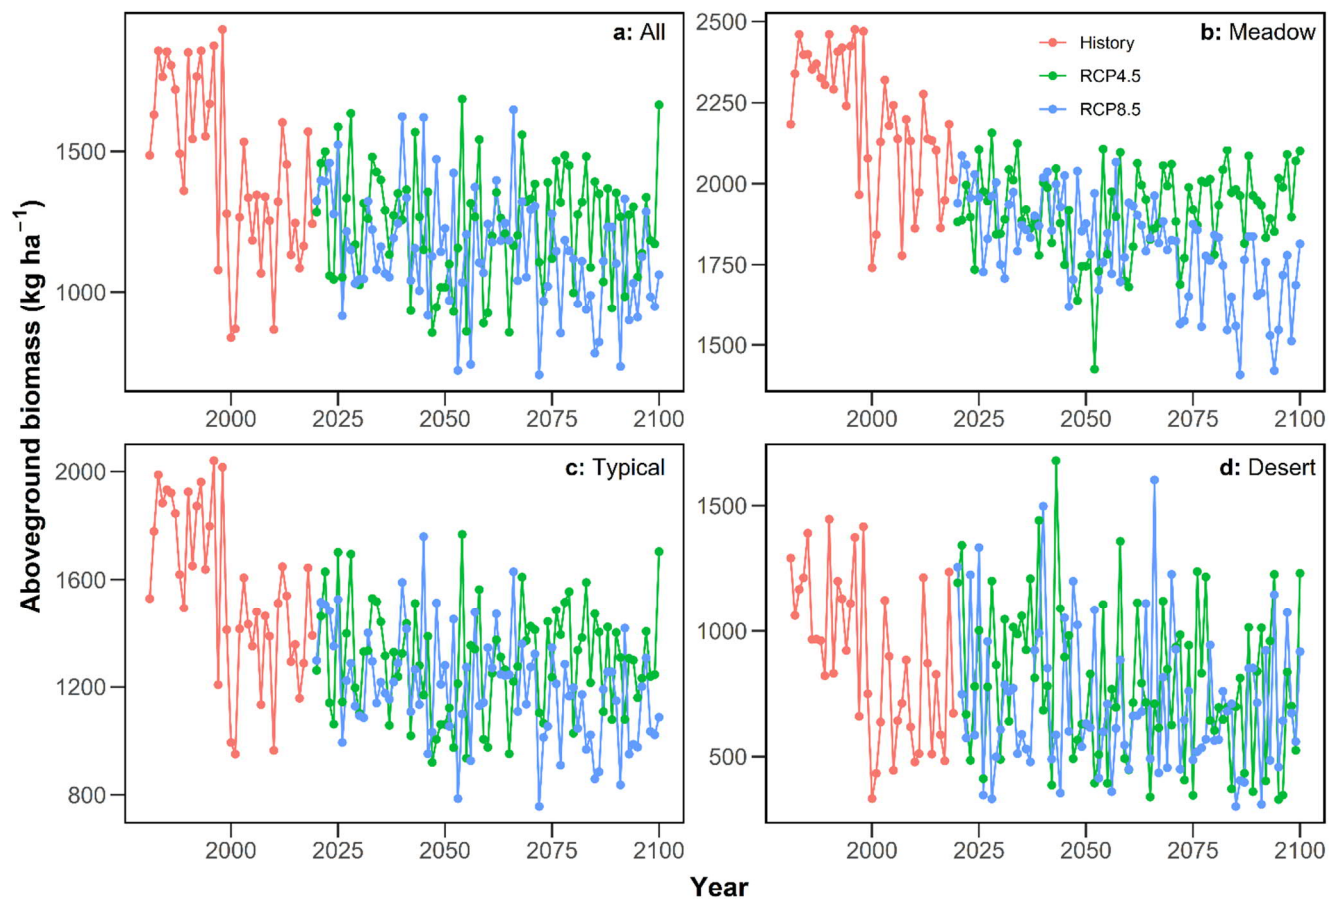 Aboveground biomass (kg ha⁻¹)
a: All
1500
1000
2000 2025 2050 2075 2100
b: Meadow
History
RCP4.5
RCP8.5
2500
2250
2000
1750
1500
2000 2025 2050 2075 2100
c: Typical
2000
1600
1200
800
2000 2025 2050 2075 2100
d: Desert
1500
1000
500
2000 2025 2050 2075 2100
Year